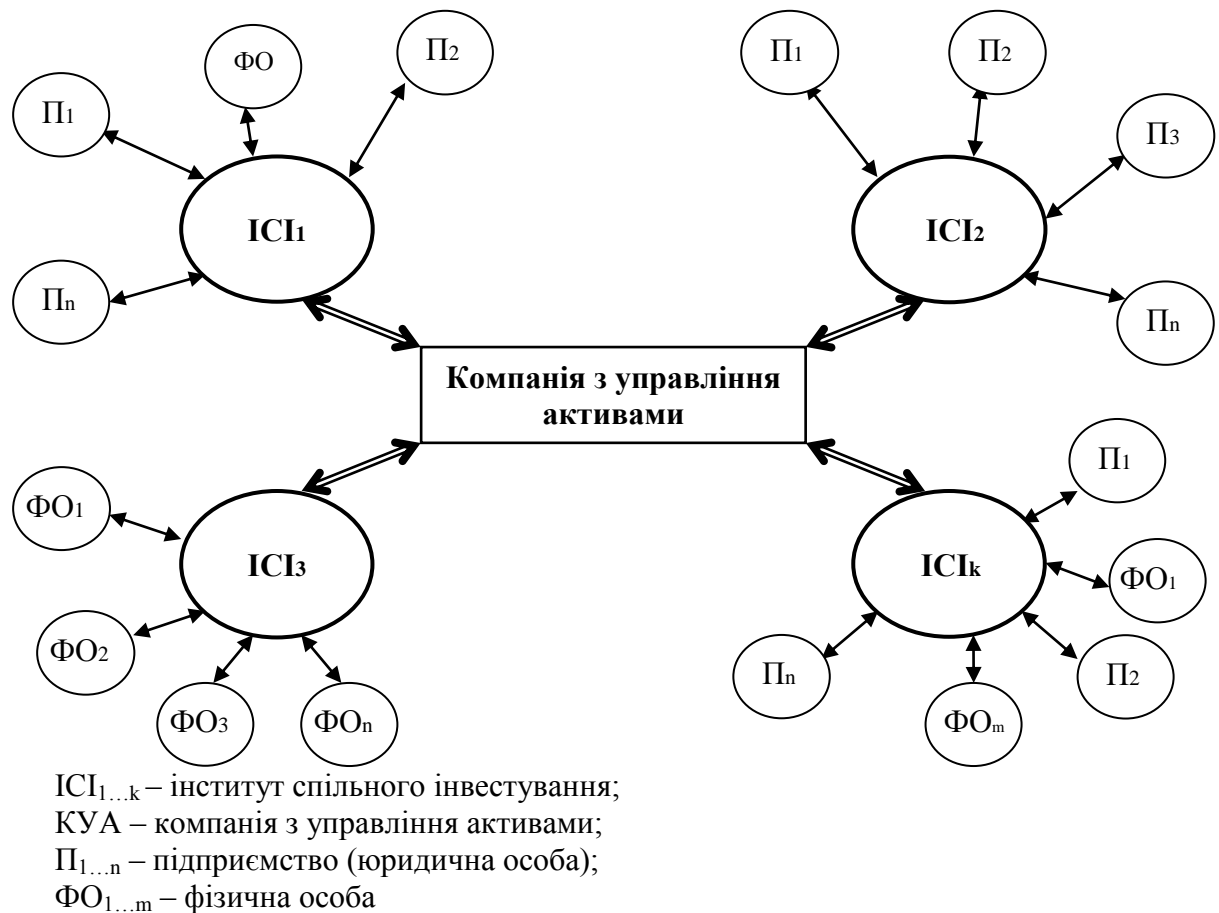 ФО
П2
П1
П2
П1
П3
ІСІ1
ІСІ2
Пn
Пn
Компанія з управління
активами
П1
ФО1
ІСІ3
ІСІk
ФО1
ФО2
Пn
П2
ФО3
ФОn
ФОm
ІСІ1…k – інститут спільного інвестування;
КУА – компанія з управління активами;
П1…n – підприємство (юридична особа);
ФО1…m – фізична особа